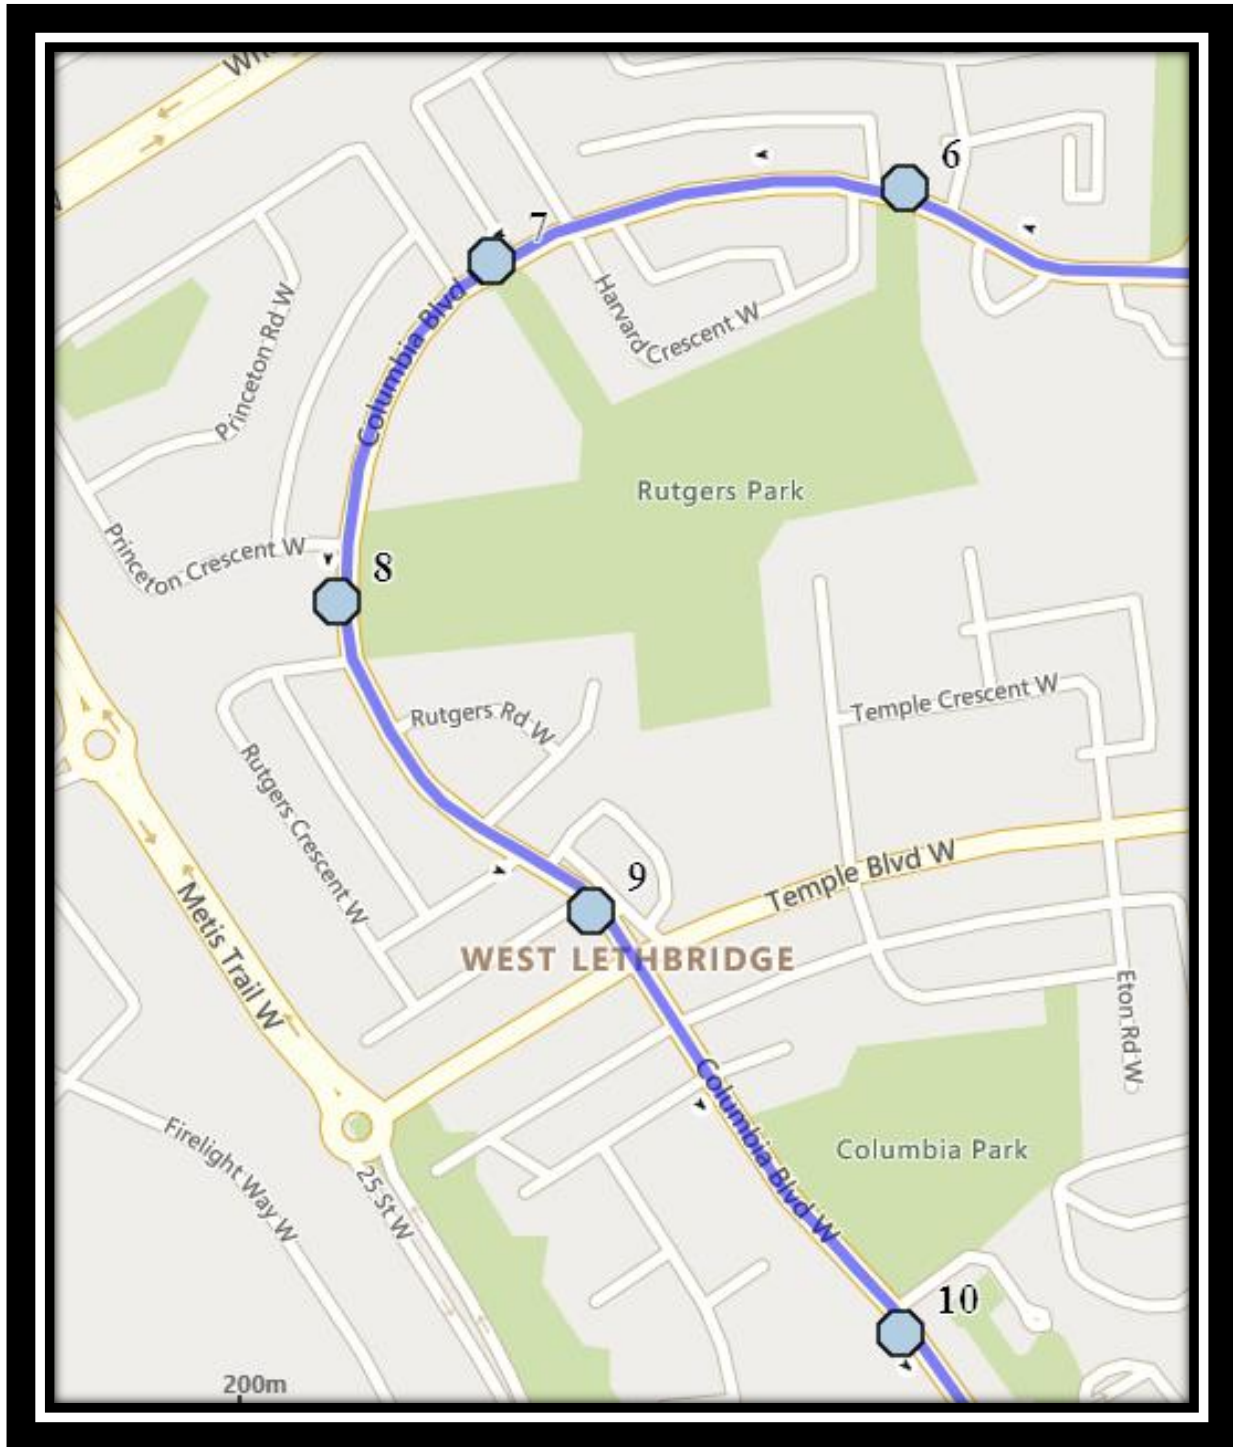 6
7
Columbia Blvd
Princeton Rd W
Harvard
Crescent W
Rutgers Park
Princeton Crescent W
8
Rutgers Rd W
Temple Crescent W
Rutgers Crescent W
9
Temple Blvd W
WEST LETHBRIDGE
Metis Trail W
Eton Rd W
Columbia Blvd W
Columbia Park
Firelight Way W
25 St W
10
200m